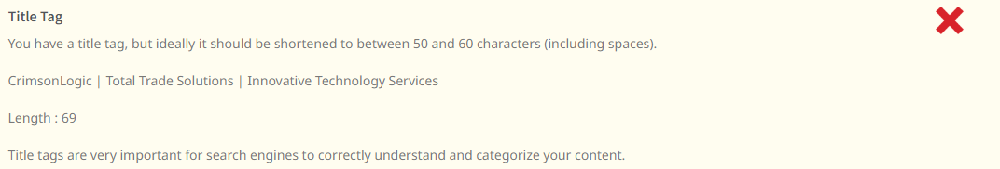 Title Tag
You have a title tag, but ideally it should be shortened to between 50 and 60 characters (including spaces).
CrimsonLogic | Total Trade Solutions | Innovative Technology Services
Length : 69
Title tags are very important for search engines to correctly understand and categorize your content.